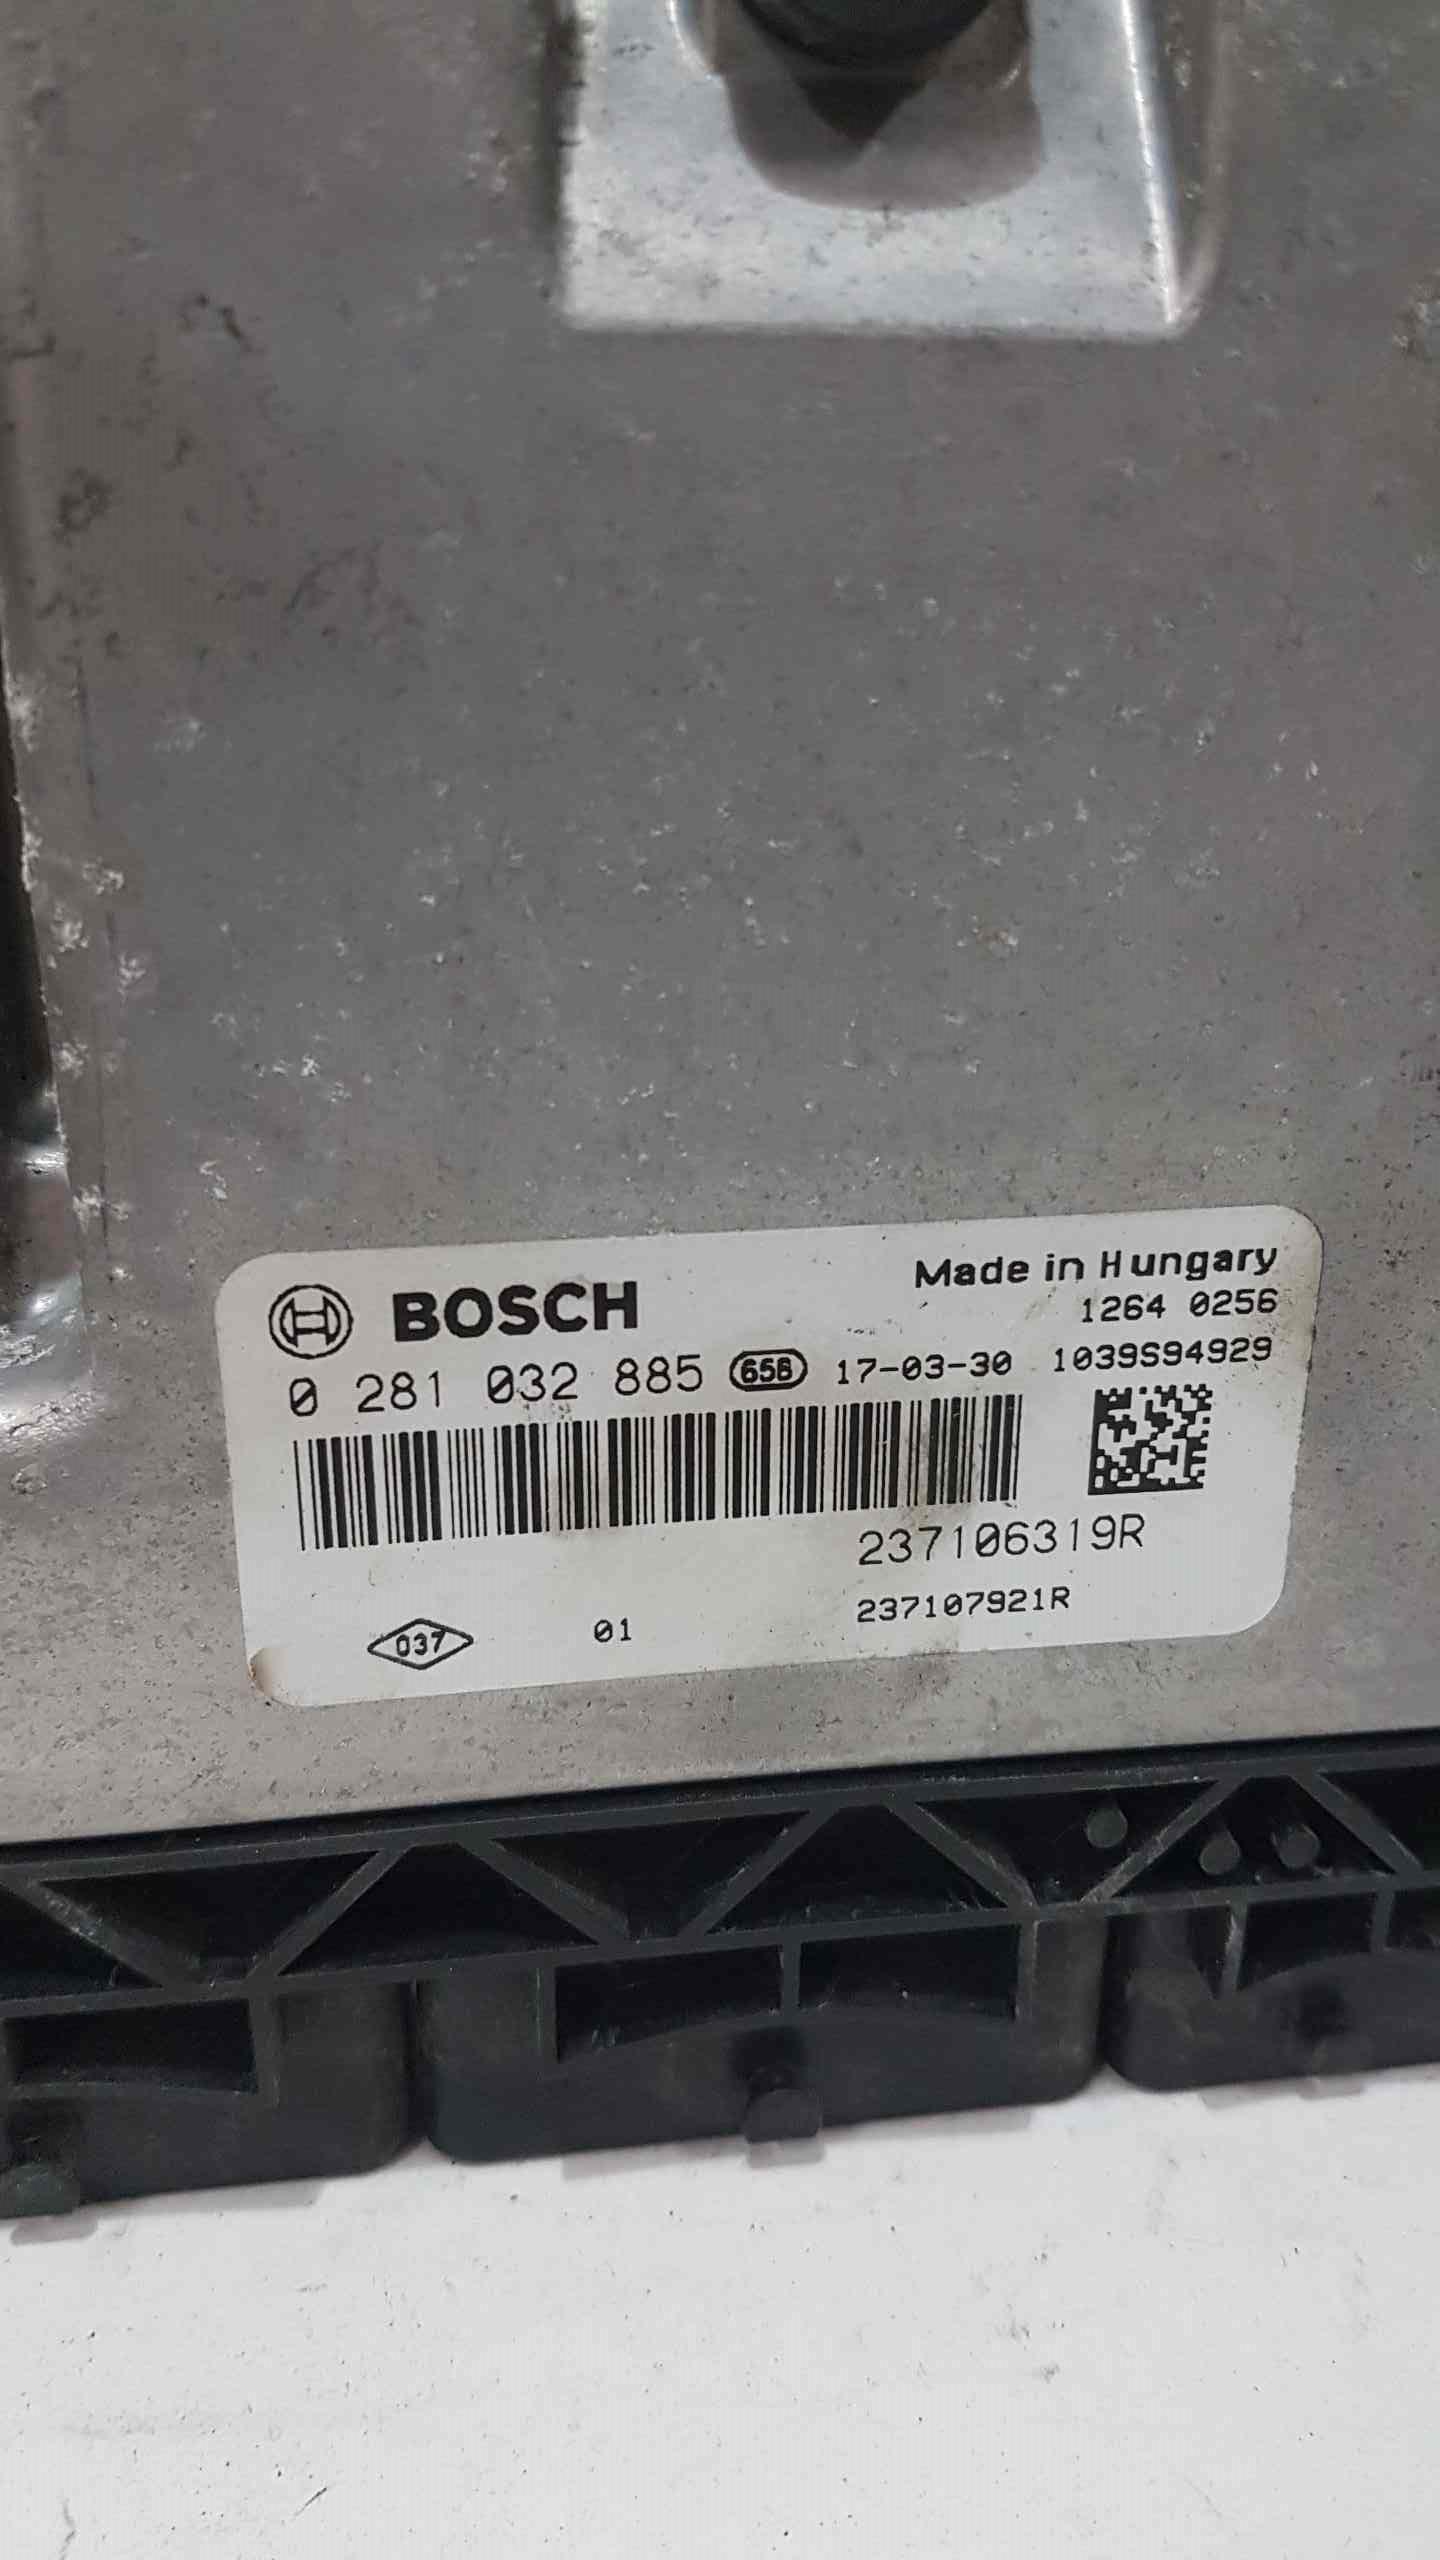 BOSCH
Made in Hungary
1264 0256
0 281 032 885 656 17-03-30 1039S94929
237106319R
037 01 237107921R